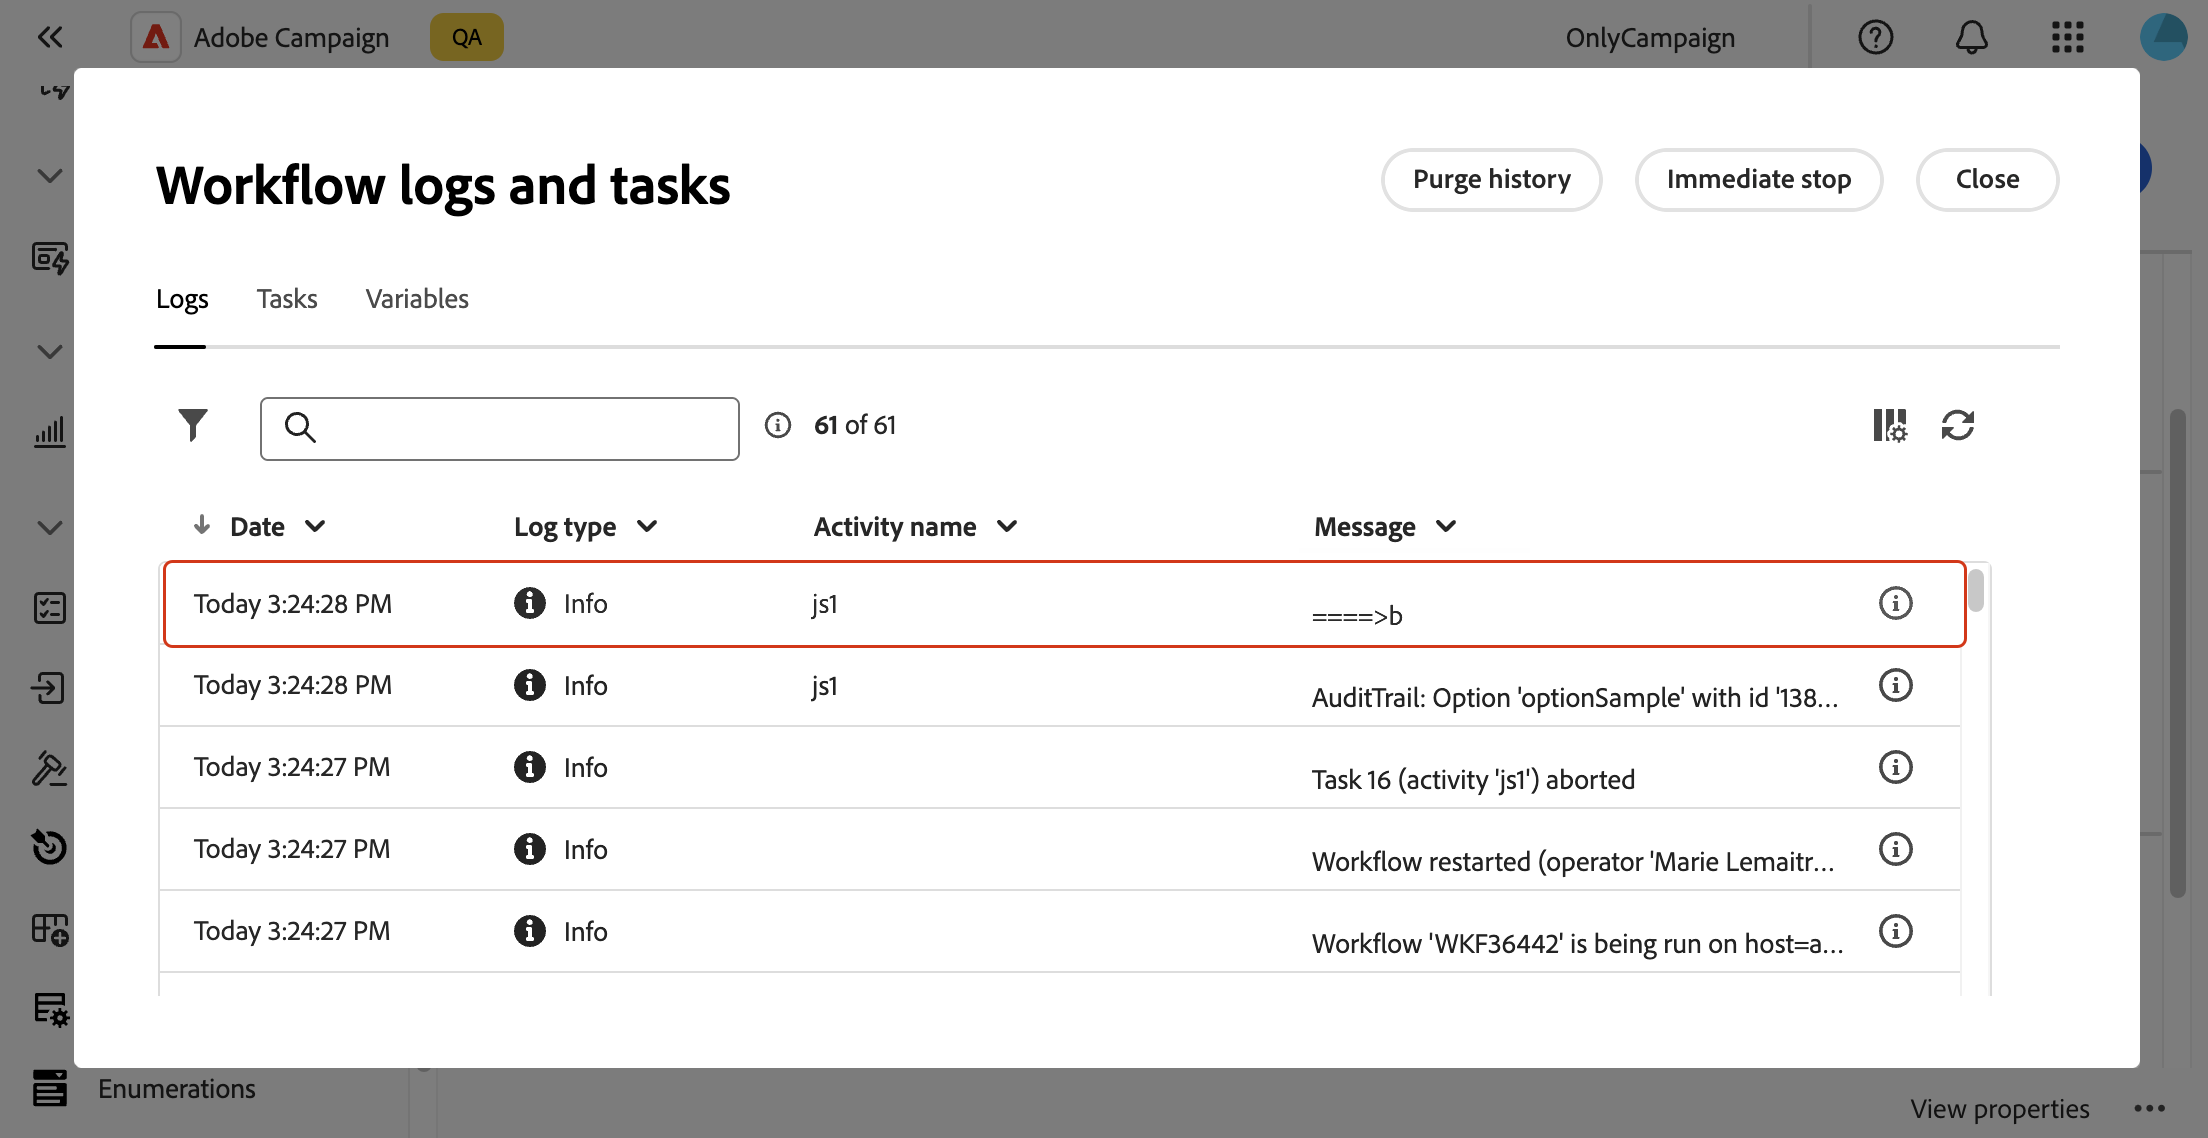 Adobe Campaign
QA
OnlyCampaign
Workflow logs and tasks
Purge history
Immediate stop
Close
Logs
Tasks
Variables
61 of 61
Date
Log type
Activity name
Message
Today 3:24:28 PM
Info
js1
====>b
Today 3:24:28 PM
Info
js1
AuditTrail: Option 'optionSample' with id '138...
Today 3:24:27 PM
Info
Task 16 (activity 'js1') aborted
Today 3:24:27 PM
Info
Workflow restarted (operator 'Marie Lemaitr...
Today 3:24:27 PM
Info
Workflow 'WKF36442' is being run on host=a...
Enumerations
View properties